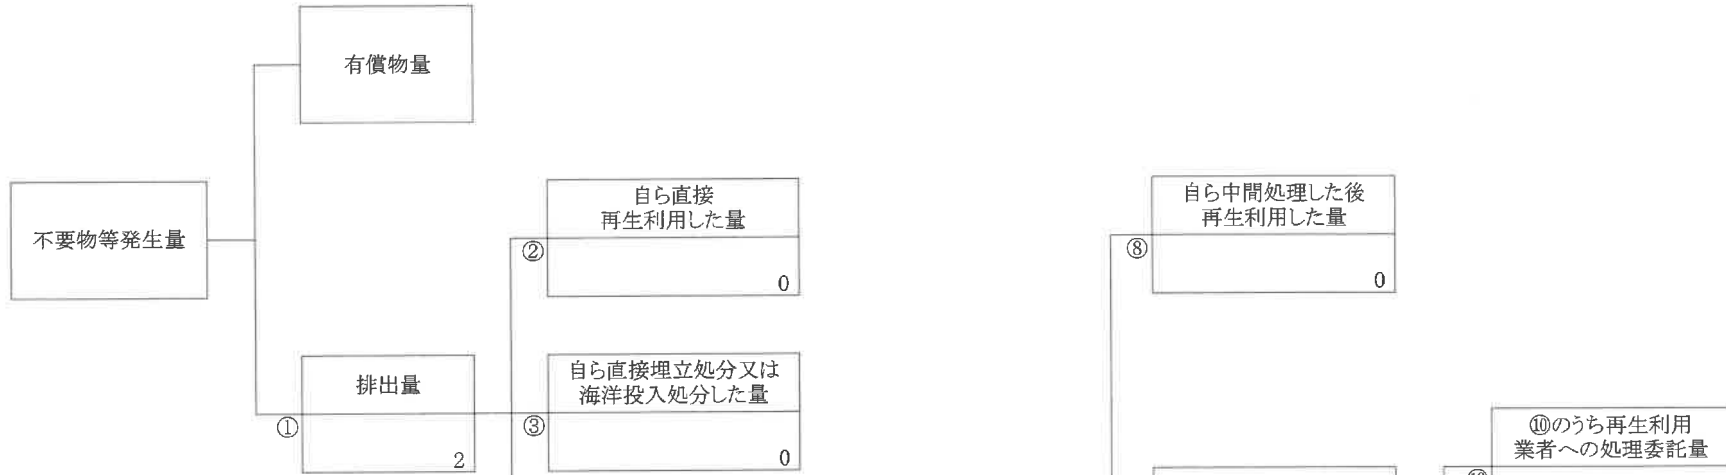 有償物量
不要物等発生量
自ら直接
再生利用した量
②
0
自ら中間処理した後
再生利用した量
⑧
0
排出量
①
2
自ら直接埋立処分又は
海洋投入処分した量
③
0
⑩のうち再生利用
業者への処理委託量